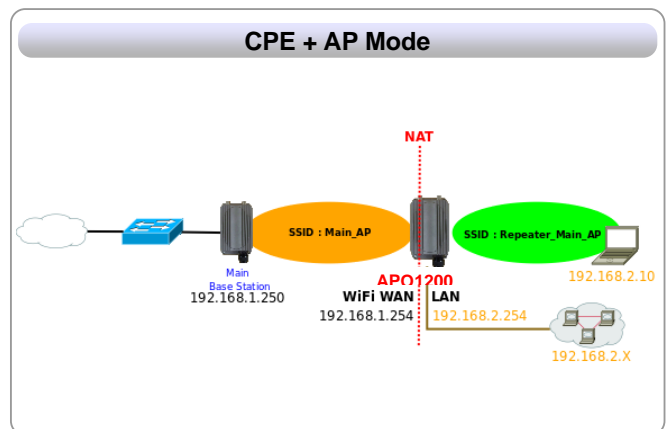 CPE + AP Mode
NAT
SSID : Main_AP
SSID : Repeater_Main_AP
Main
Base Station
192.168.1.250
APO1200
WiFi WAN
LAN
192.168.1.254
192.168.2.254
192.168.2.10
192.168.2.X